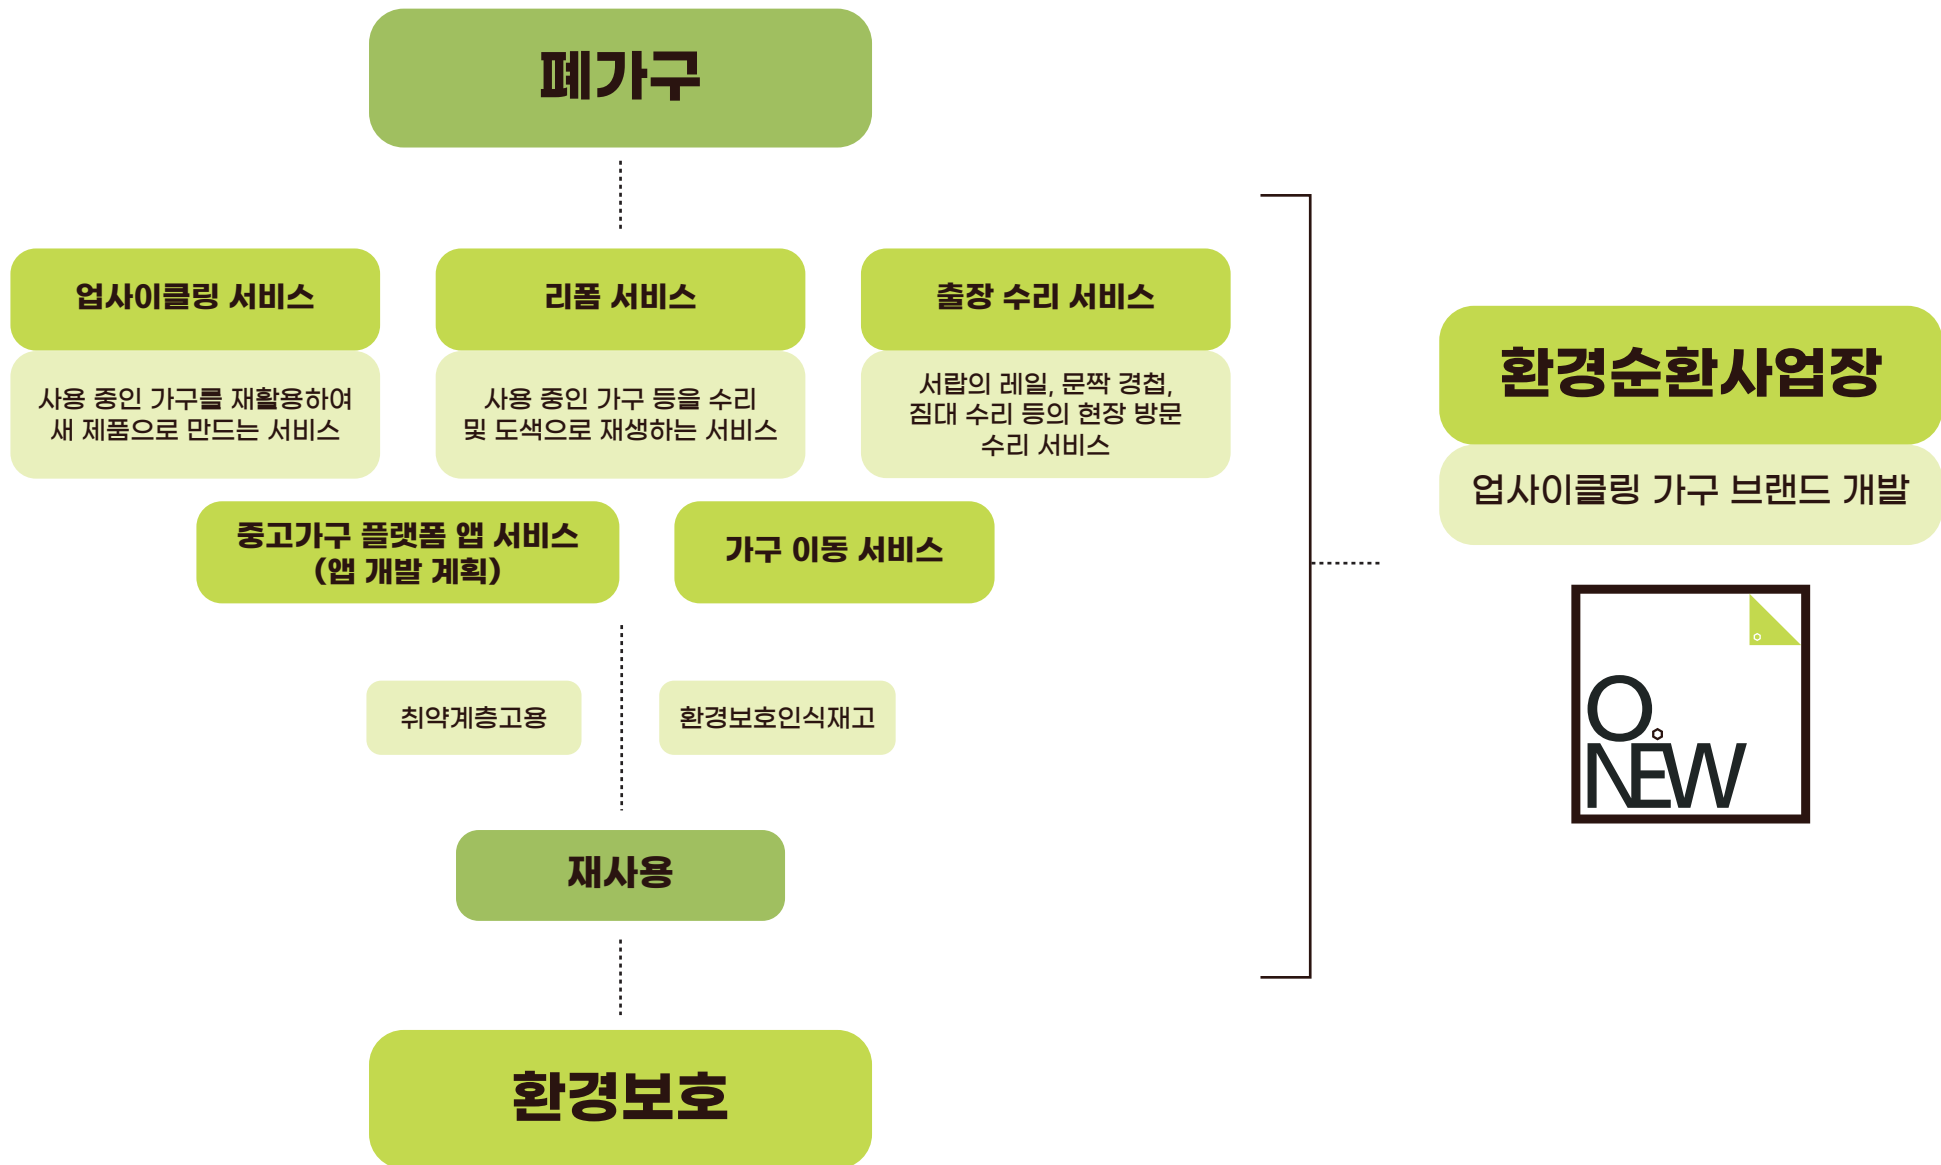 폐가구
업사이클링 서비스
사용 중인 가구를 재활용하여
새 제품으로 만드는 서비스
리폼 서비스
사용 중인 가구 등을 수리
및 도색으로 재생하는 서비스
출장 수리 서비스
서랍의 레일, 문짝 경첩,
짐대 수리 등의 현장 방문
수리 서비스
중고가구 플랫폼 앱 서비스
(앱 개발 계획)
가구 이동 서비스
취약계층고용
환경보호인식재고
재사용
환경보호
환경순환사업장
업사이클링 가구 브랜드 개발
O.
NEW